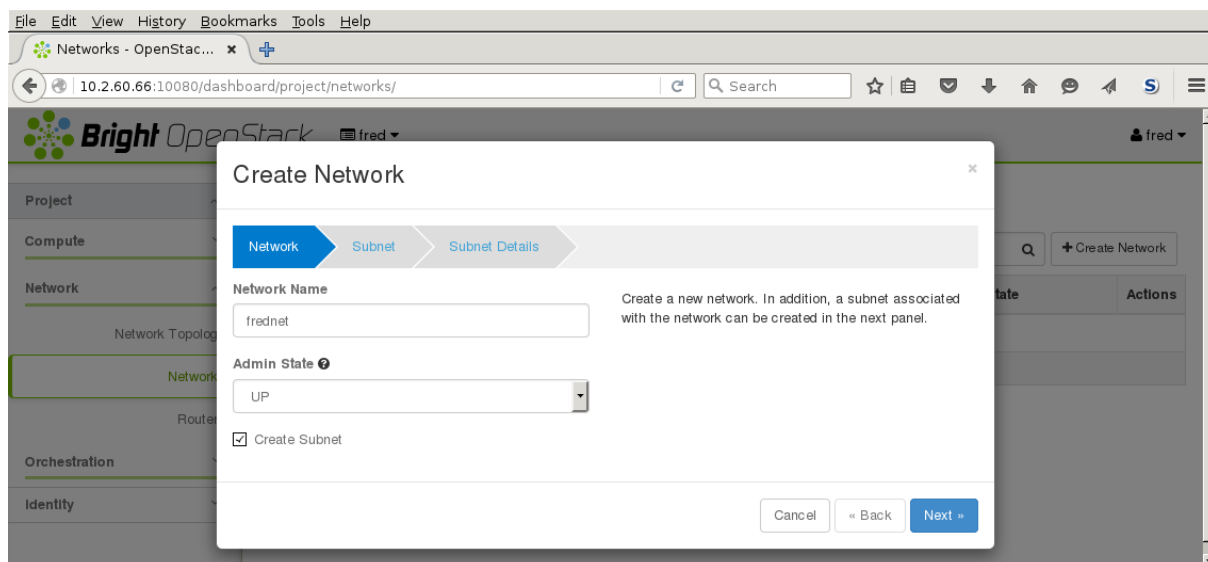 File Edit View History Bookmarks Tools Help
Networks - OpenStac...
10.2.60.66:10080/dashboard/project/networks/ Search
Bright OpenStack fred fred
Create Network
Project
Compute
Network Subnet Subnet Details
+ Create Network
Network
Network Name
Create a new network. In addition, a subnet associated
with the network can be created in the next panel.
tate Actions
frednet
Network Topolog
Admin State
Network
UP
Router
Create Subnet
Orchestration
Identity
Cancel « Back Next »